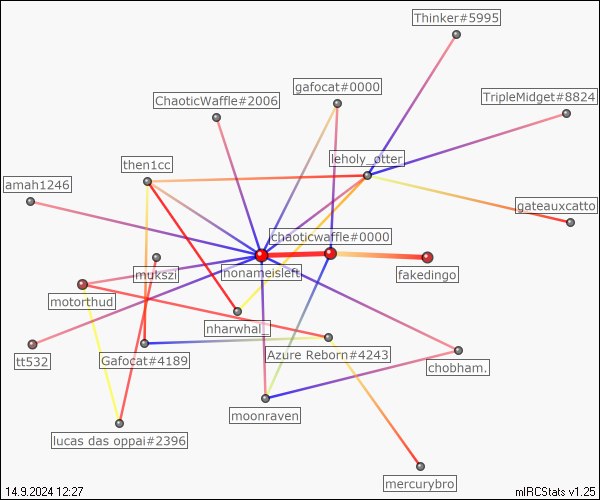 Thinker#5995
gafocat#0000
TripleMidget#8824
ChaoticWaffle#2006
leholy_otter
then1cc
amah1246
gateauxcatto
chaoticwaffle#0000
mukszi
nonameisleft
fakedingo
motorthud
nharwhal_
tt532
Gafocat#4189
Azure Reborn#4243
chobham.
moonraven
lucas das oppai#2396
mercurybro
14.9.2024 12:27
mIRCStats v1.25